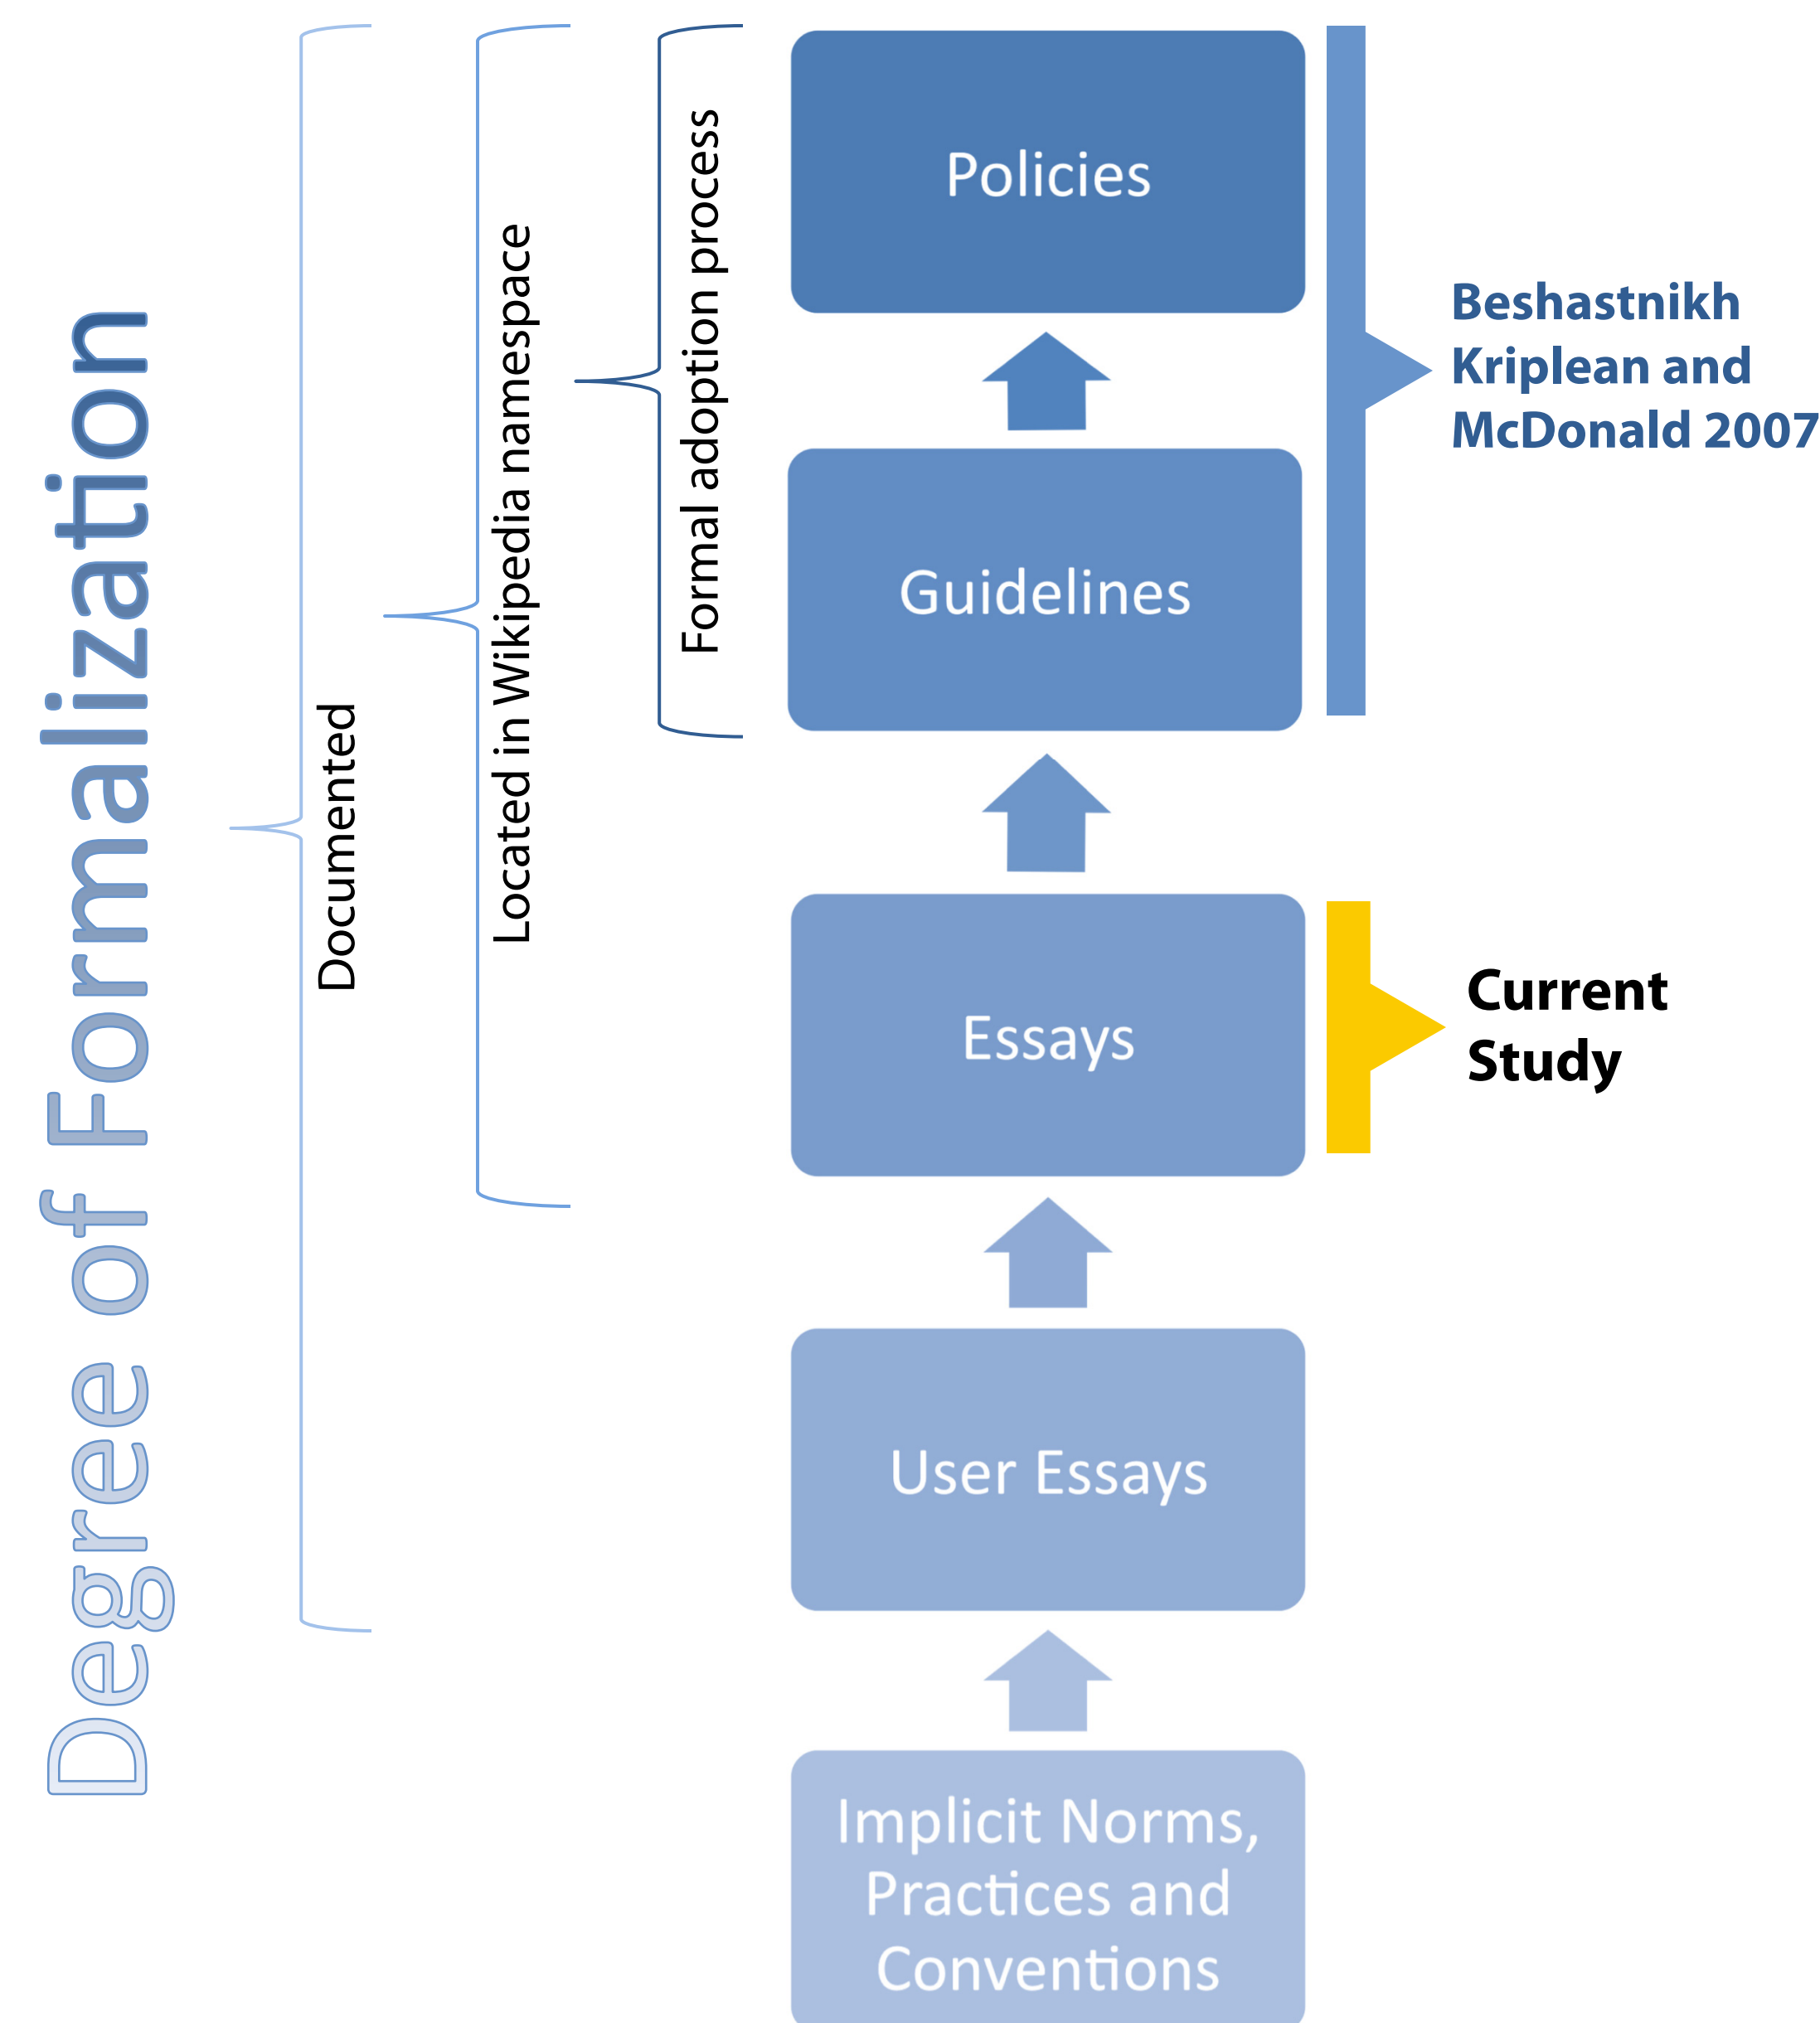 Degree of Formalization
Documented
Located in Wikipedia namespace
Formal adoption process
Policies
Guidelines
Essays
User Essays
Implicit Norms,
Practices and
Conventions
Beshastnikh
Kriplean and
McDonald 2007
Current
Study